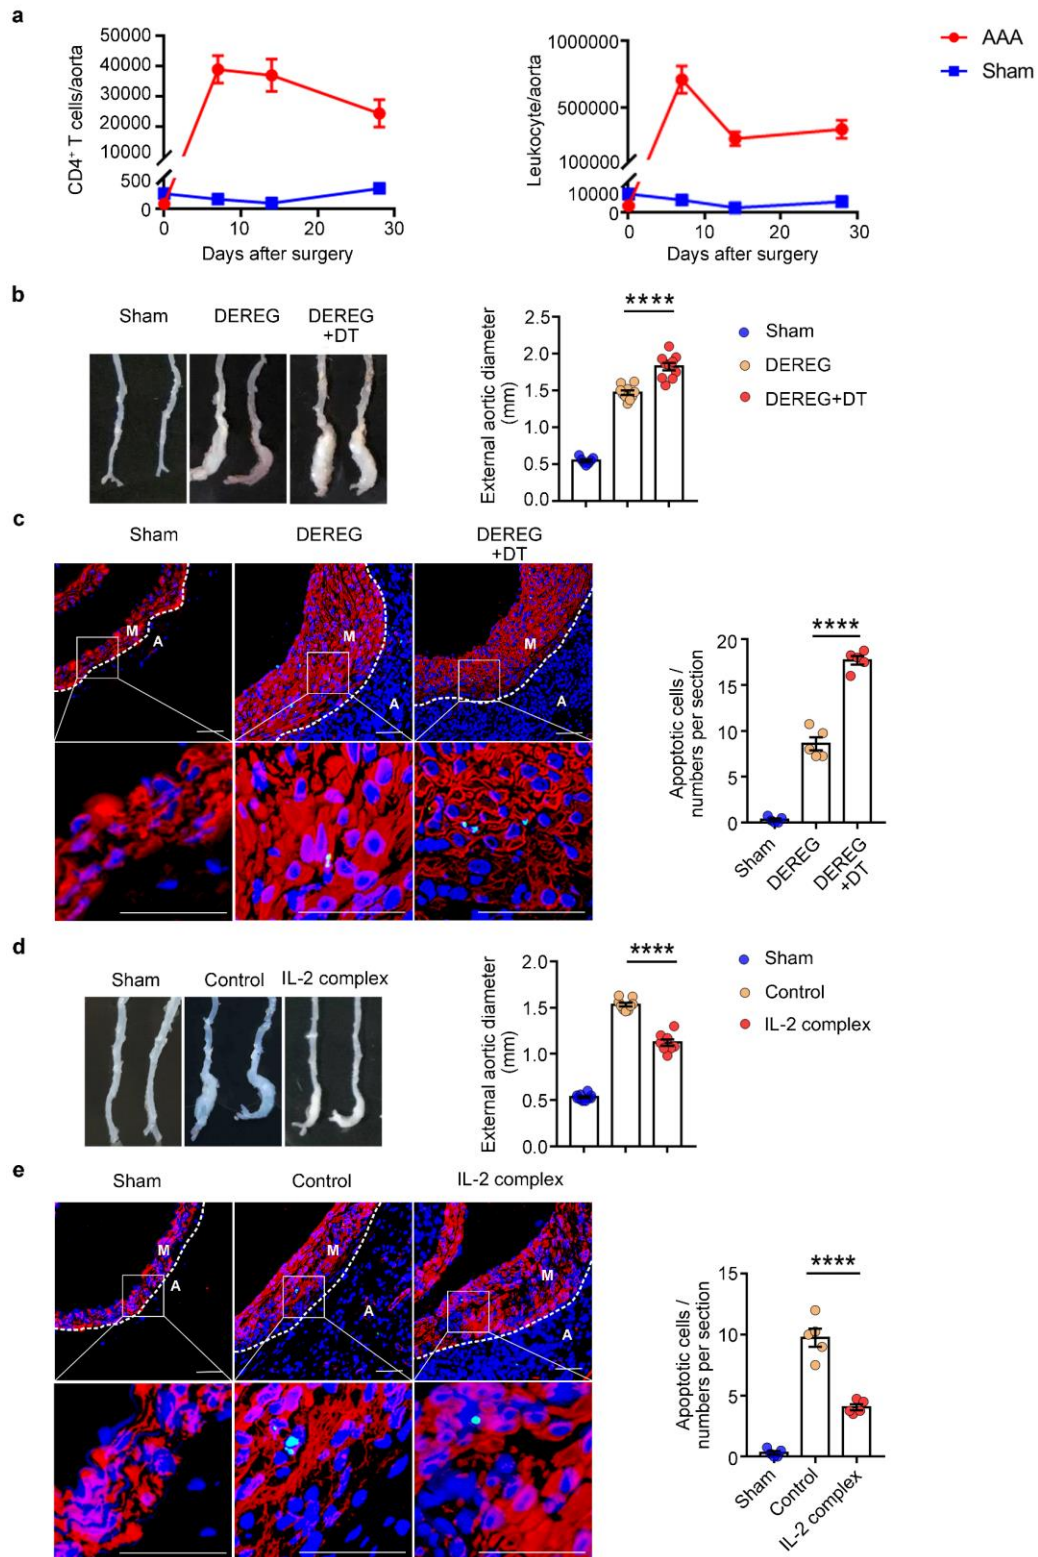 a
50000
40000
30000
20000
10000
500
0
CD4⁺ T cells/aorta
0 10 20 30
Days after surgery
1000000
500000
100000
10000
0
Leukocyte/aorta
0 10 20 30
Days after surgery
AAA
Sham
b
Sham DEREG DEREG
+DT
2.5
2.0
1.5
1.0
0.5
0.0
External aortic diameter
(mm)
****
Sham
DEREG
DEREG+DT
c
Sham DEREG DEREG
+DT
M A
M A
M A
20
15
10
5
0
Apoptotic cells /
numbers per section
****
Sham
DEREG
DEREG
+DT
d
Sham Control IL-2 complex
2.0
1.5
1.0
0.5
0.0
External aortic diameter
(mm)
****
Sham
Control
IL-2 complex
e
Sham Control IL-2 complex
M A
M A
M A
15
10
5
0
Apoptotic cells /
numbers per section
****
Sham
Control
IL-2 complex